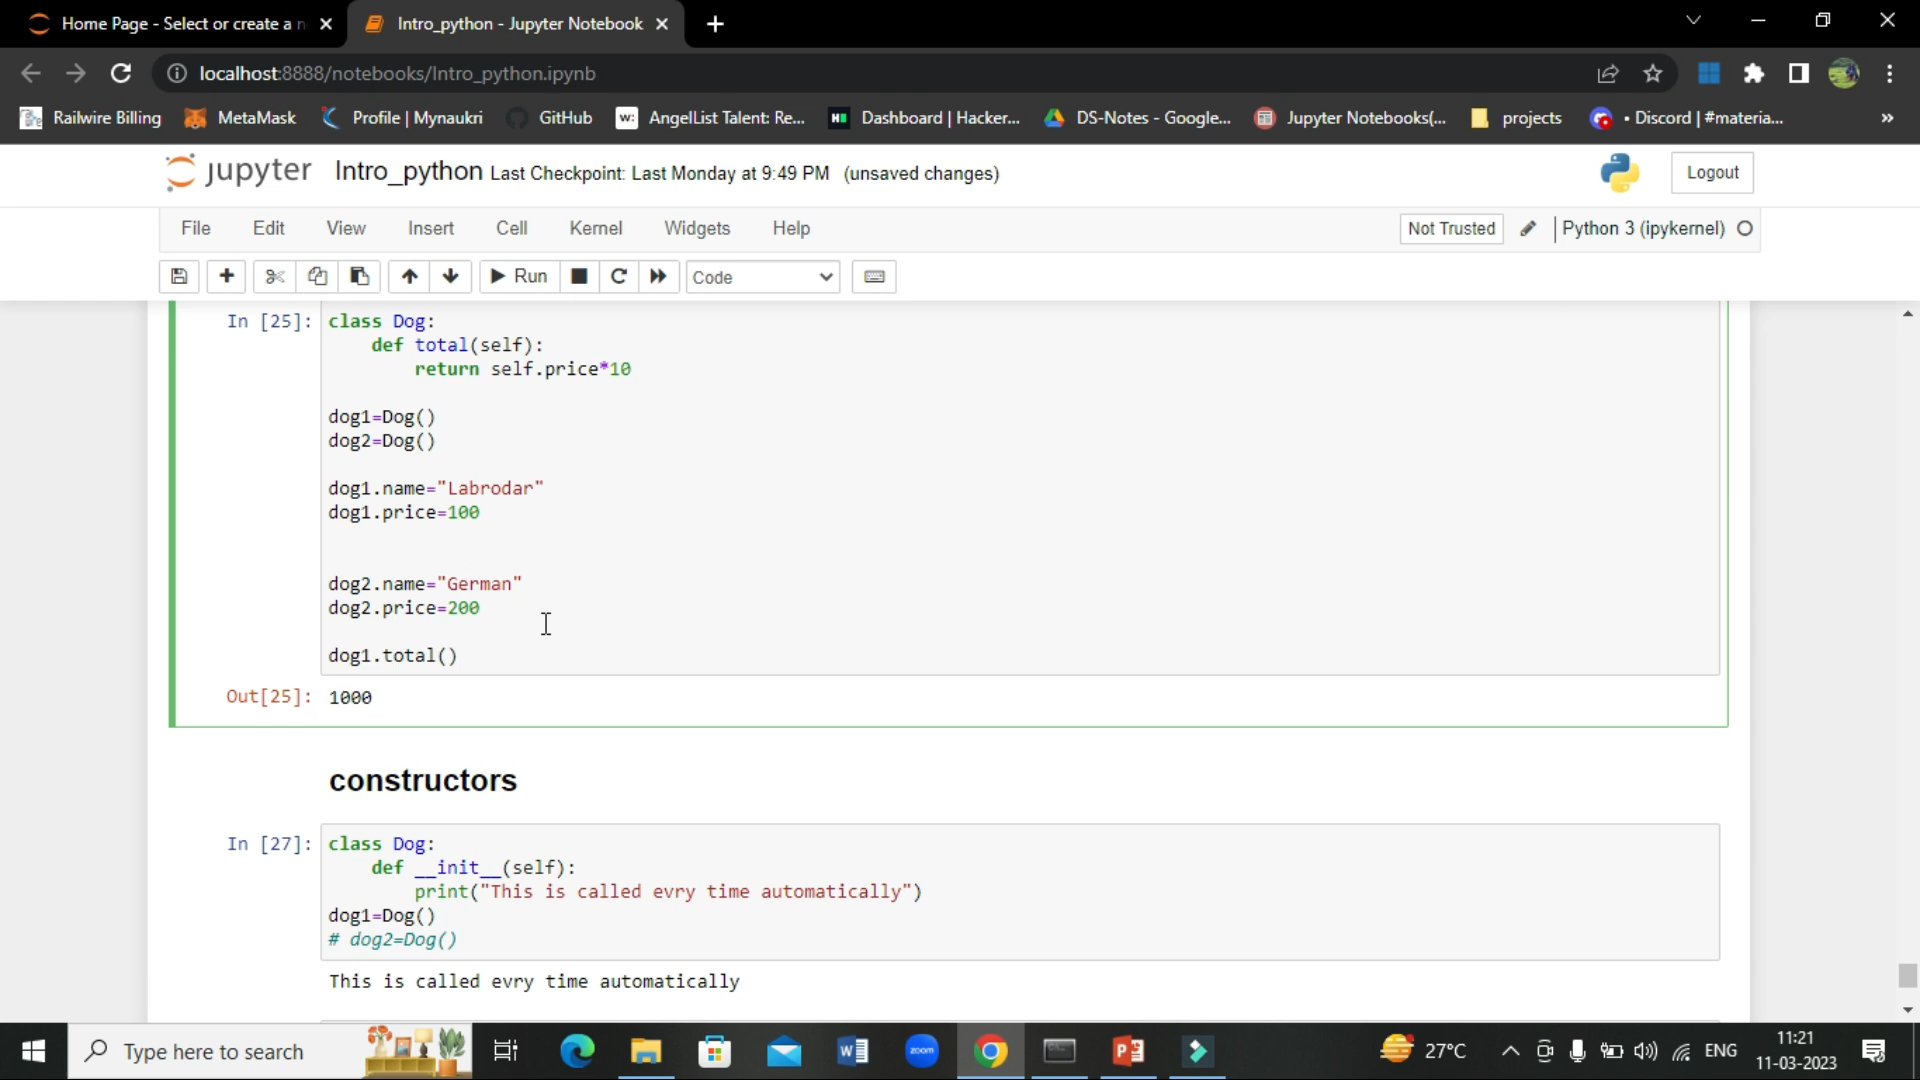 Home Page - Select or create a n
Intro_python - Jupyter Notebook
localhost:8888/notebooks/Intro_python.ipynb
Railwire Billing
MetaMask
Profile | Mynaukri
GitHub
AngelList Talent: Re...
Dashboard | Hacker...
DS-Notes - Google...
Jupyter Notebooks(...
projects
• Discord | #materia...
»
jupyter Intro_python Last Checkpoint: Last Monday at 9:49 PM (unsaved changes)
Logout
File Edit View Insert Cell Kernel Widgets Help
Not Trusted
Python 3 (ipykernel)
Run
Code
In [25]: class Dog:
    def total(self):
        return self.price*10
dog1=Dog()
dog2=Dog()
dog1.name="Labrodar"
dog1.price=100
dog2.name="German"
dog2.price=200
dog1.total()
Out[25]: 1000
constructors
In [27]: class Dog:
    def __init__(self):
        print("This is called evry time automatically")
dog1=Dog()
# dog2=Dog()
This is called evry time automatically
Type here to search
zoom
27°C
ENG
11:21
11-03-2023